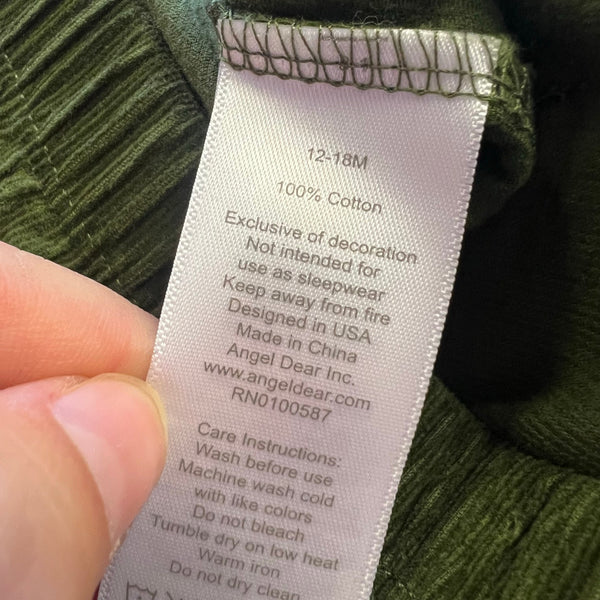 12-18M
100% Cotton
Exclusive of decoration
Not intended for
use as sleepwear
Keep away from fire
Designed in USA
Made in China
Angel Dear Inc.
www.angeldear.com
RN0100587
Care Instructions:
Wash before use
Machine wash cold
with like colors
Do not bleach
Tumble dry on low heat
Warm iron
Do not dry clean